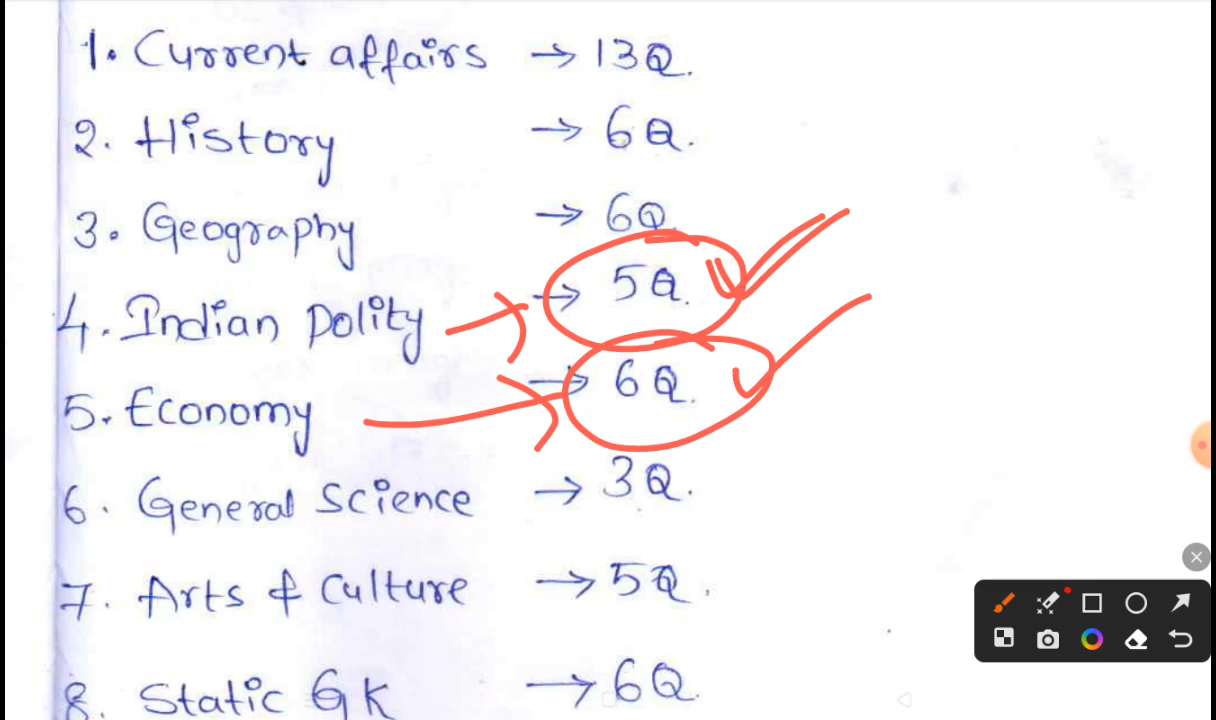 1. Current affairs → 13Q.
2. History → 6Q.
3. Geography → 6Q.
4. Indian polity → 5Q.
5. Economy → 6Q.
6. General Science → 3Q.
7. Arts & Culture → 5Q.
8. Static GK → 6Q.